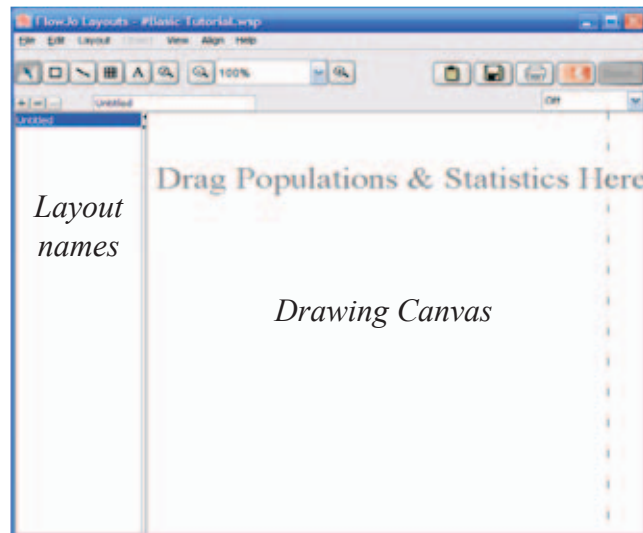 FlowJo Layouts - #Basic Tutorial.wsp
File Edit Layout View Align Help
A 100%
Untitled Off
Untitled
Drag Populations & Statistics Here
Layout
names
Drawing Canvas